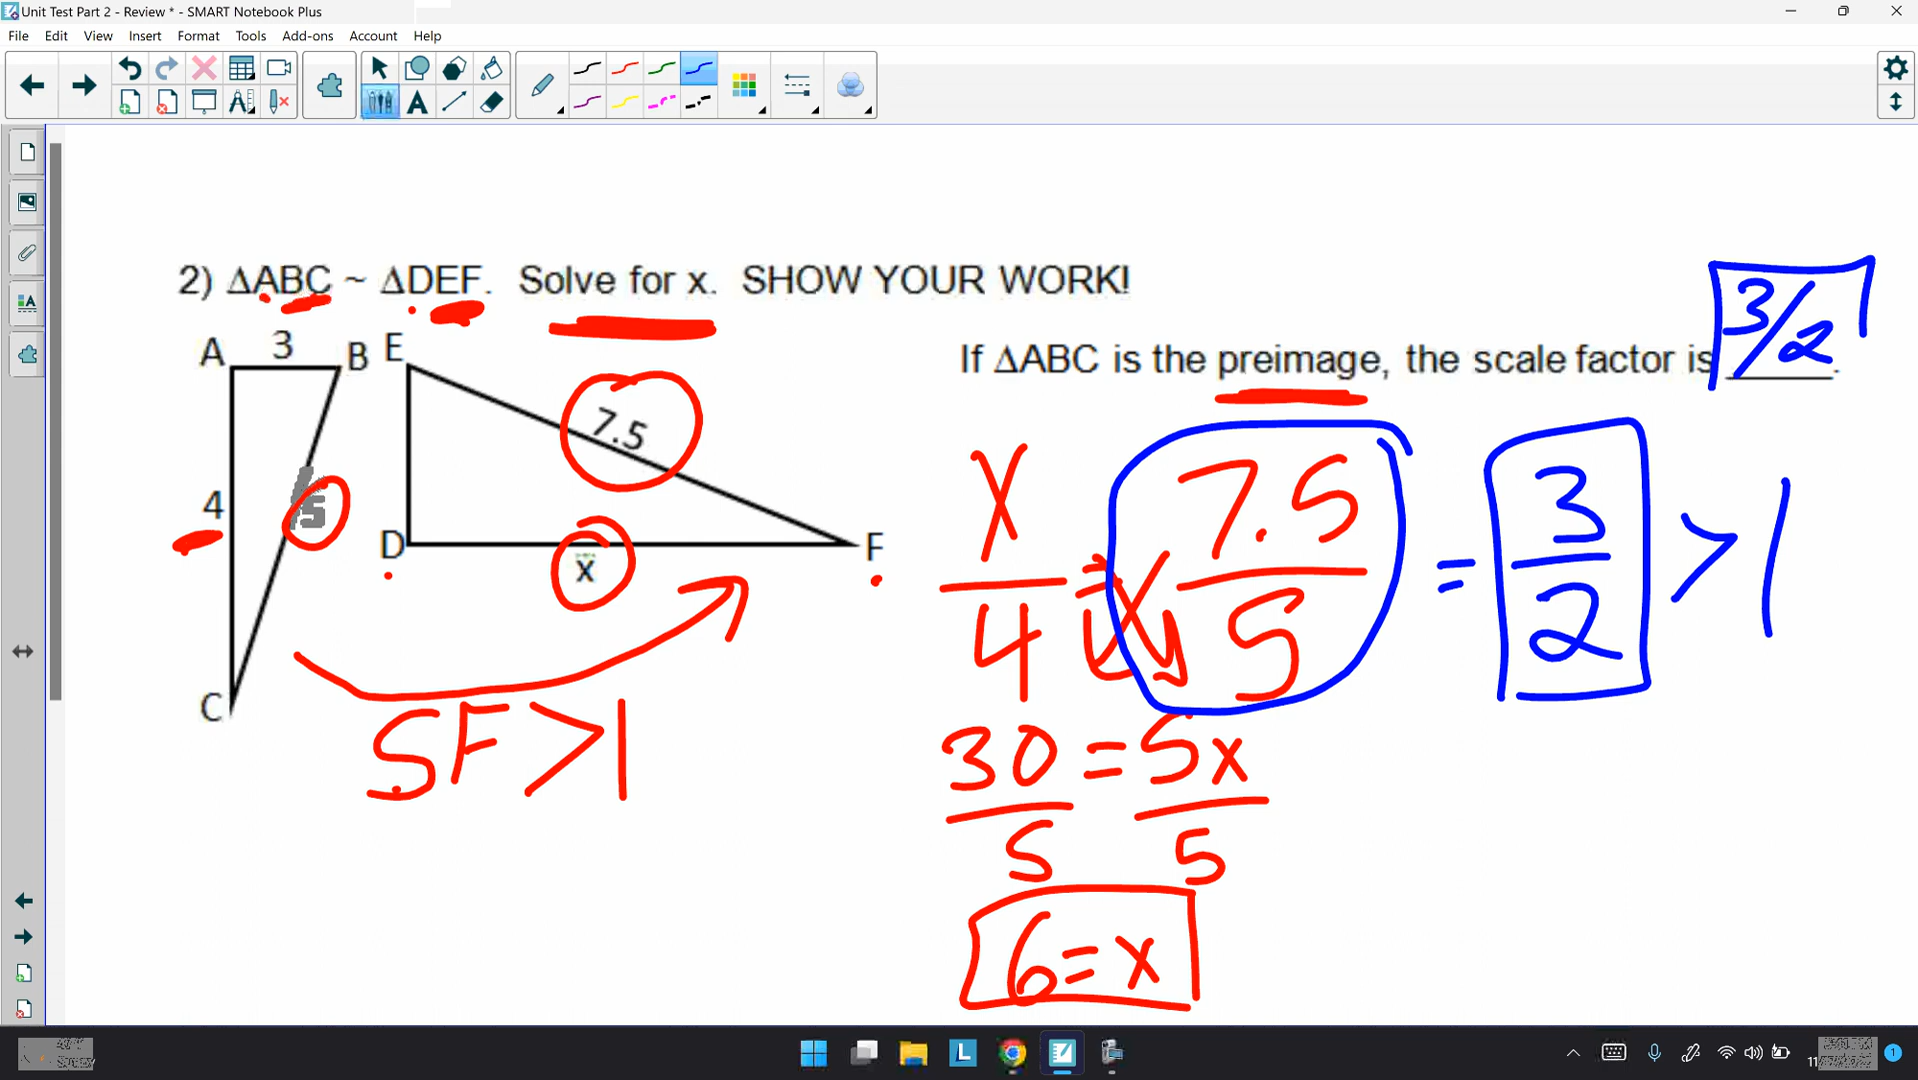 Unit Test Part 2 - Review * - SMART Notebook Plus
File Edit View Insert Format Tools Add-ons Account Help
2) ΔABC ~ ΔDEF. Solve for x. SHOW YOUR WORK!
3/2
If ΔABC is the preimage, the scale factor is ______.
A 3 B E
7.5
4 5
D x F
C
SF > 1
x/4 = 7.5/5 = 3/2 > 1
30 = 5x
5 5
6 = x
L
1